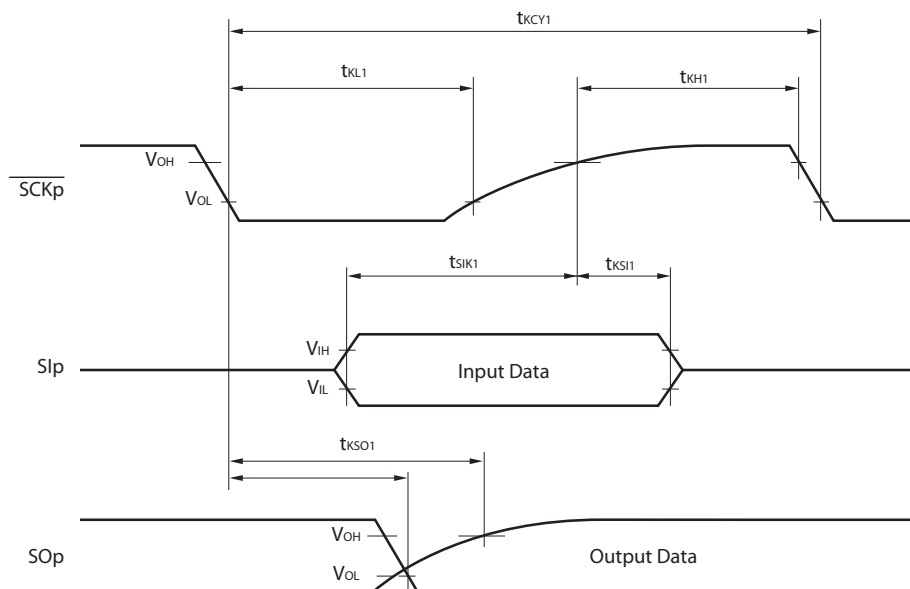 tKCY1
tKL1
tKH1
VOH
SCKp
VOL
tSIK1
tKSI1
VIH
SIp
Input Data
VIL
tKSO1
VOH
SOp
Output Data
VOL